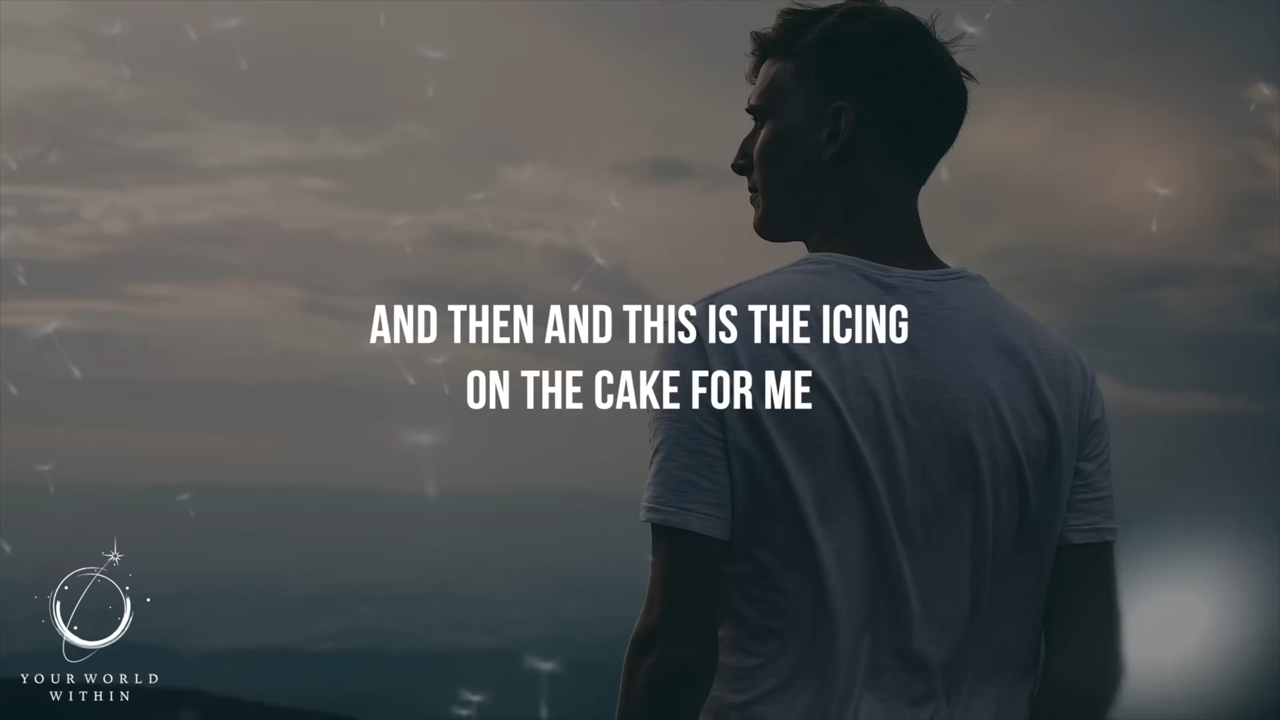 AND THEN AND THIS IS THE ICING
ON THE CAKE FOR ME
YOUR WORLD
WITHIN